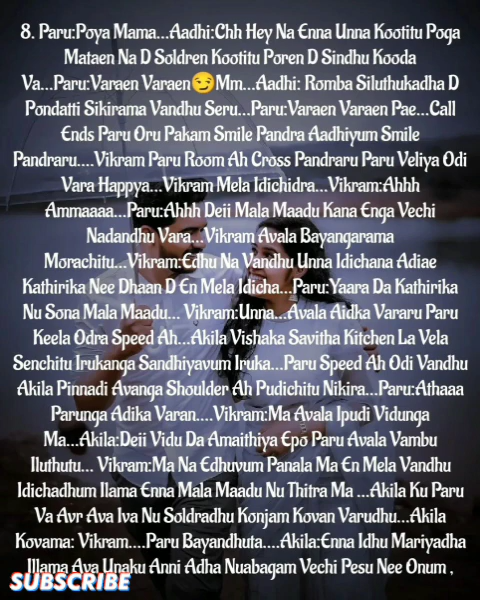 8. Paru:Poya Mama...Aadhi:Chh Hey Na Enna Unna Kootitu Poga
Mataen Na D Soldren Kootitu Poren D Sindhu Kooda
Va...Paru:Varaen Varaen😏Mm...Aadhi: Romba Siluthukadha D
Pondatti Sikirama Vandhu Seru...Paru:Varaen Varaen Pae...Call
Ends Paru Oru Pakam Smile Pandra Aadhiyum Smile
Pandraru....Vikram Paru Room Ah Cross Pandraru Paru Veliya Odi
Vara Happya...Vikram Mela Idichidra...Vikram:Ahhh
Ammaaaa...Paru:Ahhh Deii Mala Maadu Kana Enga Vechi
Nadandhu Vara...Vikram Avala Bayangarama
Morachitu...Vikram:Edhu Na Vandhu Unna Idichana Adiae
Kathirika Nee Dhaan D En Mela Idicha...Paru:Yaara Da Kathirika
Nu Sona Mala Maadu... Vjkram:Unna...Avala Aidka Vararu Paru
Keela Odra Speed Ah...Akila Vishaka Savitha Kitchen La Vela
Senchitu Irukanga Sandhiyavum Iruka...Paru Speed Ah Odi Vandhu
Akila Pinnadi Avanga Shoulder Ah Pudichitu Nikira...Paru:Athaaa
Parunga Adika Varan....Vikram:Ma Avala Ipudi Vidunga
Ma...Akila:Deii Vidu Da Amaithiya Epo Paru Avala Vambu
Iluthutu... Vikram:Ma Na Edhuvum Panala Ma En Mela Vandhu
Idichadhum Ilama Enna Mala Maadu Nu Thitra Ma ...Akila Ku Paru
Va Avr Ava Iva Nu Soldradhu Konjam Kovan Varudhu...Akila
Kovama: Vikram....Paru Bayandhuta....Akila:Enna Idhu Mariyadha
Illama Ava Unaku Anni Adha Nuabagam Vechi Pesu Nee Onum ,
SUBSCRIBE